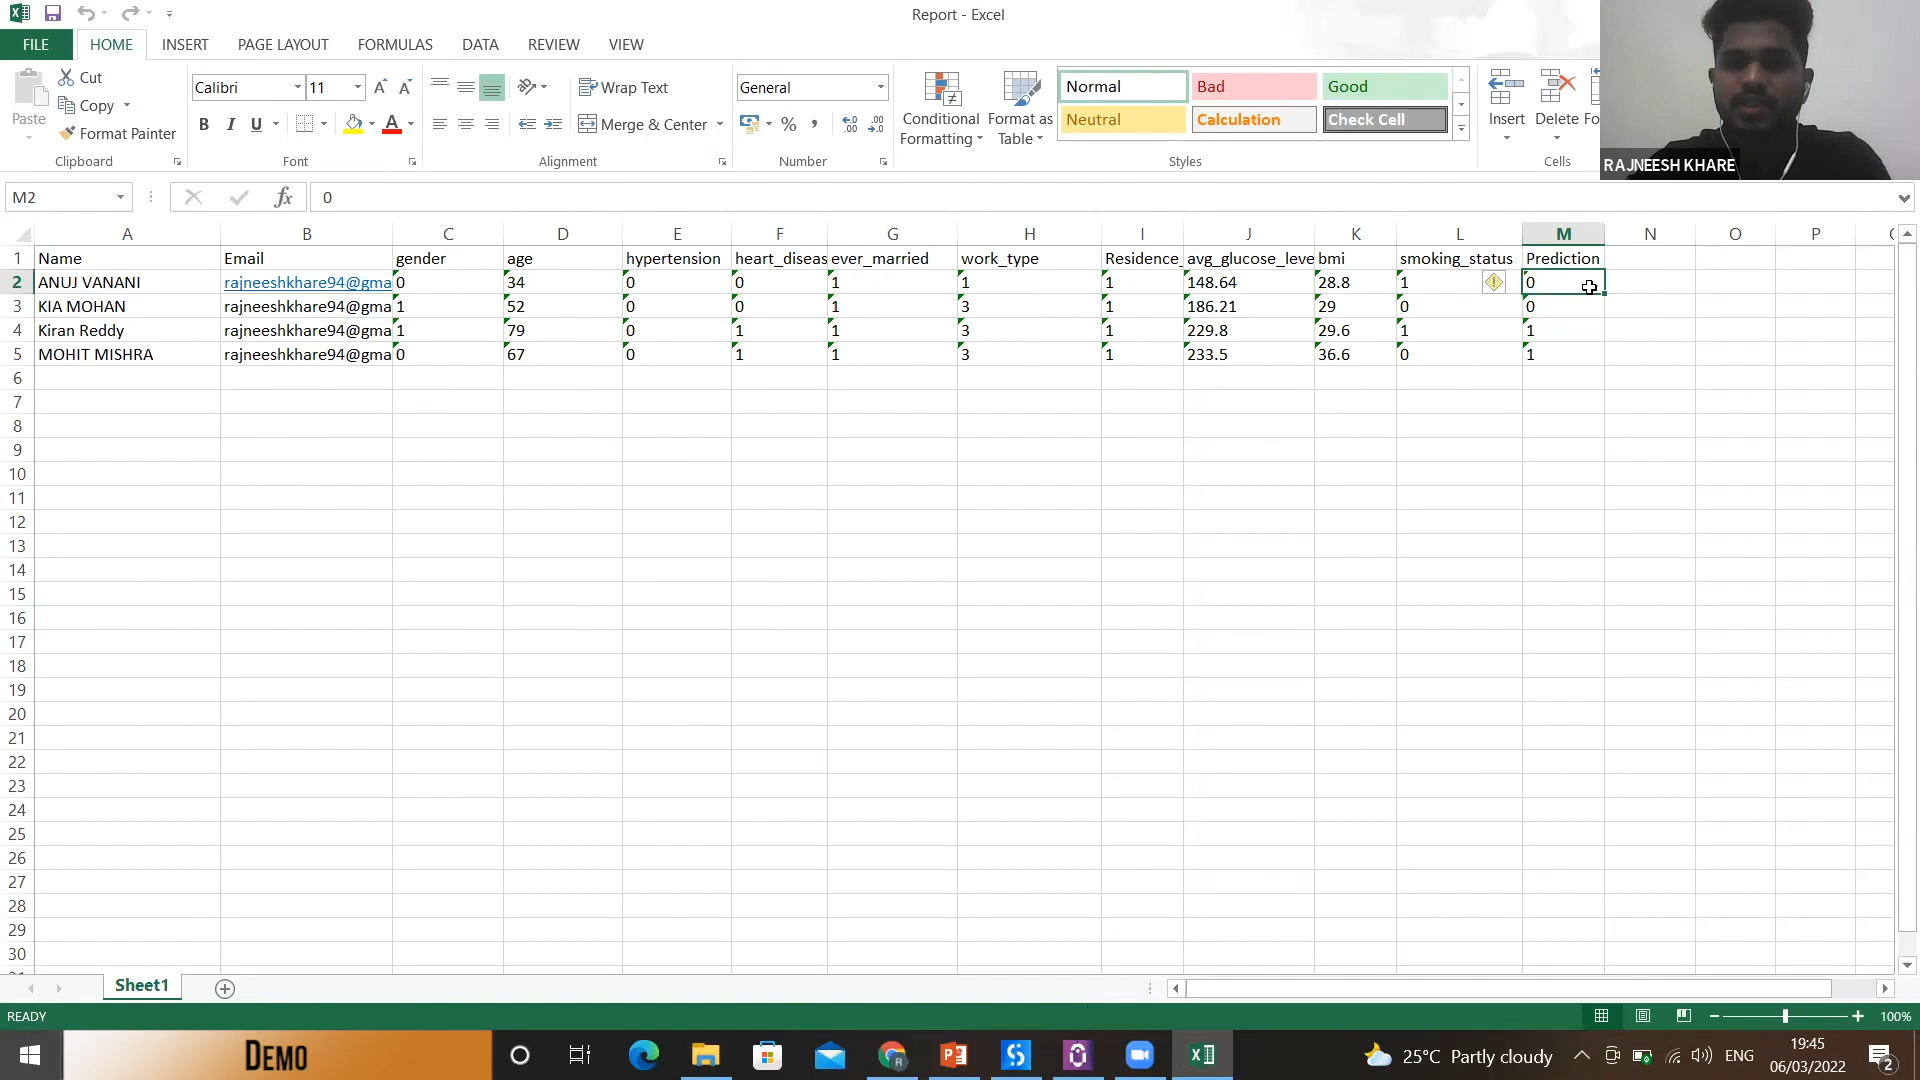 Report - Excel
FILE HOME INSERT PAGE LAYOUT FORMULAS DATA REVIEW VIEW
Paste
Cut
Copy
Format Painter
Clipboard
Calibri 11
B I U
Font
Wrap Text
Merge & Center
Alignment
General
%
Number
Conditional Formatting
Format as Table
Normal Bad Good
Neutral Calculation Check Cell
Styles
Insert Delete Fo
Cells
RAJNEESH KHARE
M2 fx 0
A B C D E F G H I J K L M N O P
1 Name Email gender age hypertension heart_diseas ever_married work_type Residence_ avg_glucose_leve bmi smoking_status Prediction
2 ANUJ VANANI rajneeshkhare94@gma 0 34 0 0 1 1 1 148.64 28.8 1 0
3 KIA MOHAN rajneeshkhare94@gma 1 52 0 0 1 3 1 186.21 29 0 0
4 Kiran Reddy rajneeshkhare94@gma 1 79 0 1 1 3 1 229.8 29.6 1 1
5 MOHIT MISHRA rajneeshkhare94@gma 0 67 0 1 1 3 1 233.5 36.6 0 1
6
7
8
9
10
11
12
13
14
15
16
17
18
19
20
21
22
23
24
25
26
27
28
29
30
Sheet1
READY
100%
DEMO
25°C Partly cloudy
ENG
19:45
06/03/2022
2